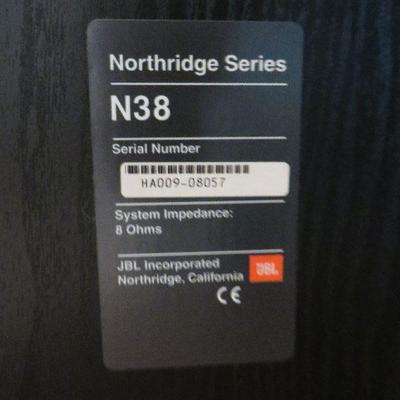 Northridge Series
N38
Serial Number
HA009-08057
System Impedance:
8 Ohms
JBL Incorporated
Northridge, California
JBL
CE